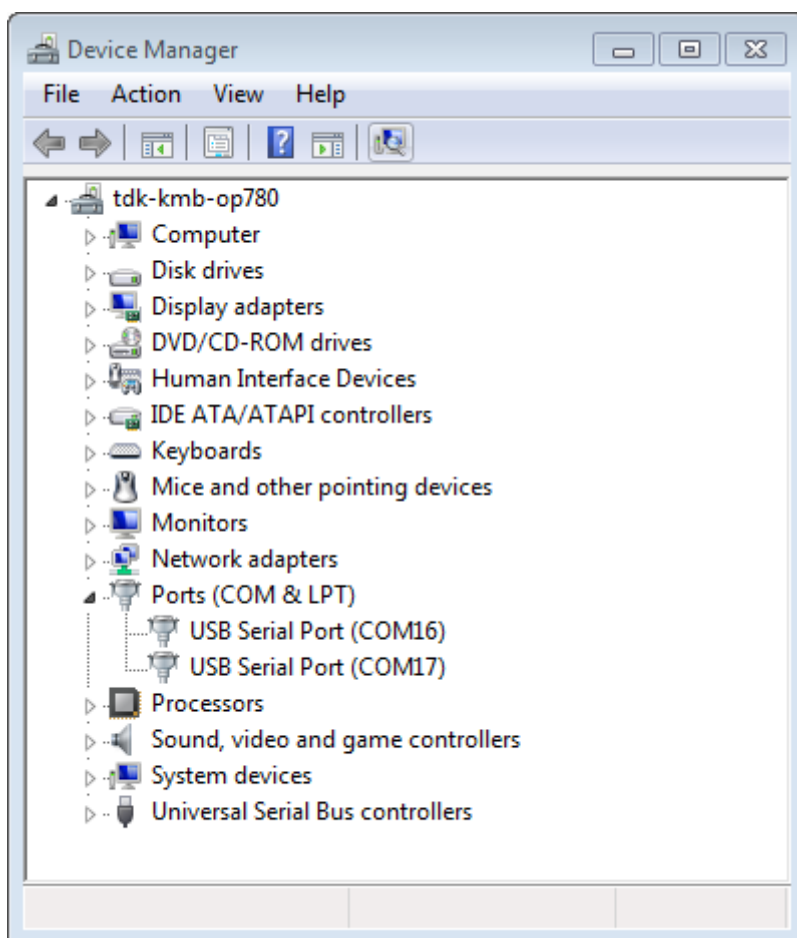 Device Manager
File Action View Help
tdk-kmb-op780
Computer
Disk drives
Display adapters
DVD/CD-ROM drives
Human Interface Devices
IDE ATA/ATAPI controllers
Keyboards
Mice and other pointing devices
Monitors
Network adapters
Ports (COM & LPT)
USB Serial Port (COM16)
USB Serial Port (COM17)
Processors
Sound, video and game controllers
System devices
Universal Serial Bus controllers